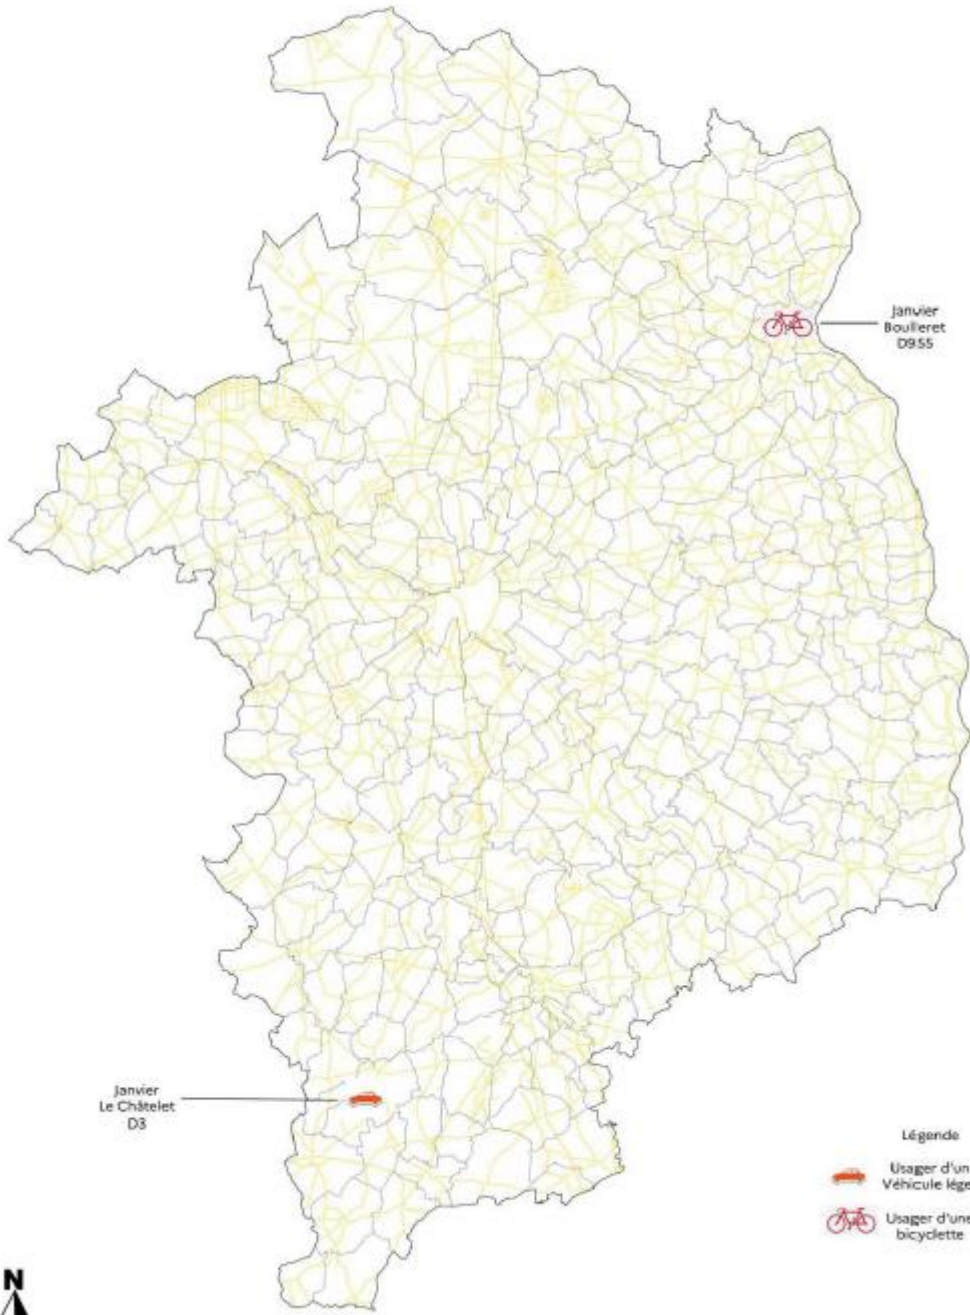 Janvier
Boulleret
D955
Janvier
Le Châtelet
D3
Légende
Usager d'un
Véhicule lége
Usager d'une
bicyclette
N